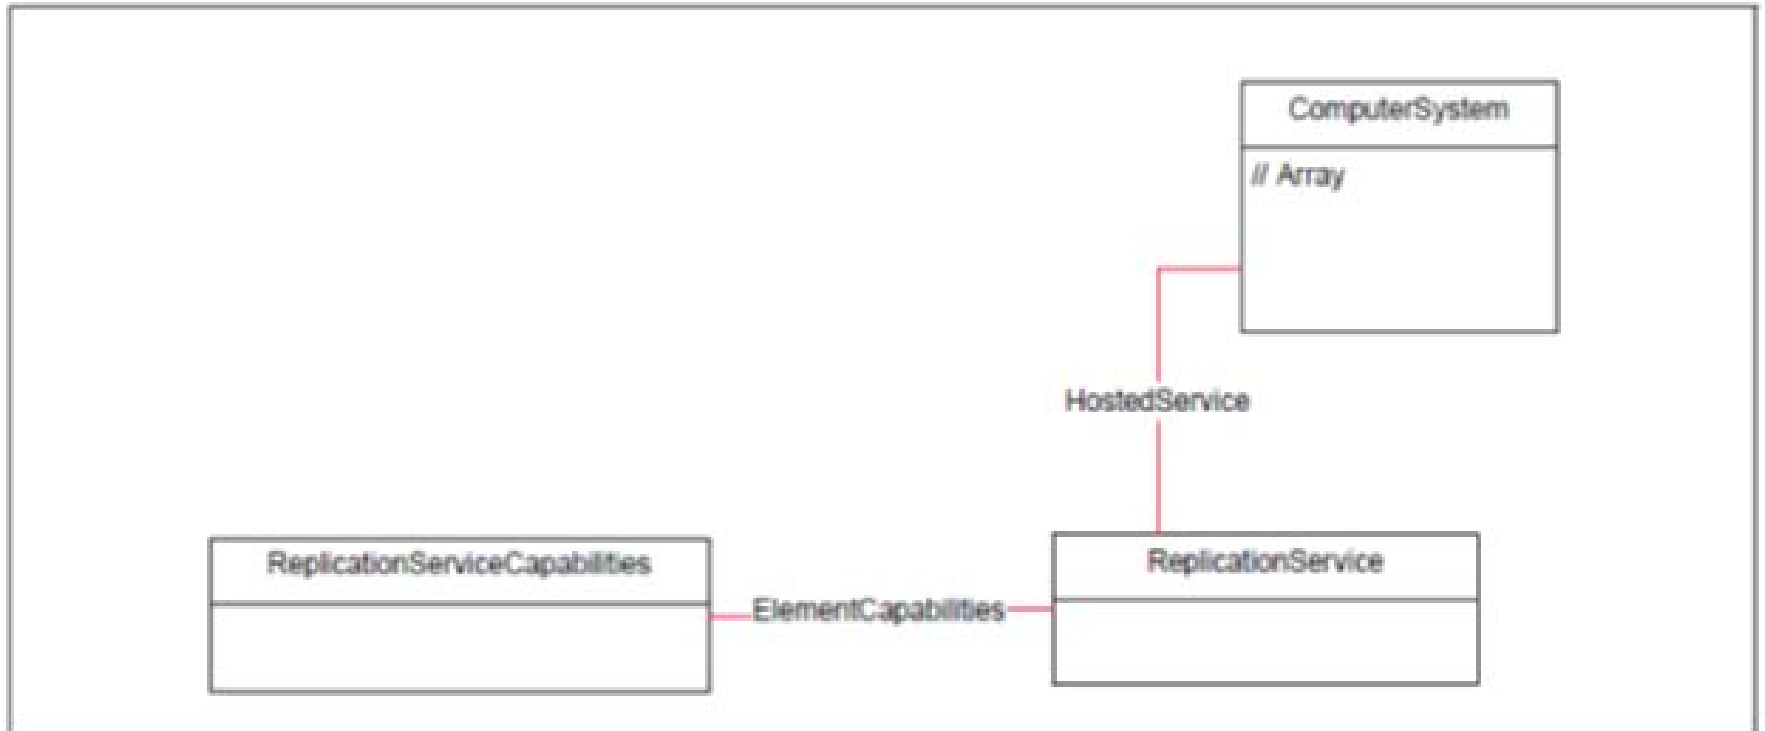 ComputerSystem
// Array
HostedService
ReplicationServiceCapabilities
ElementCapabilities
ReplicationService